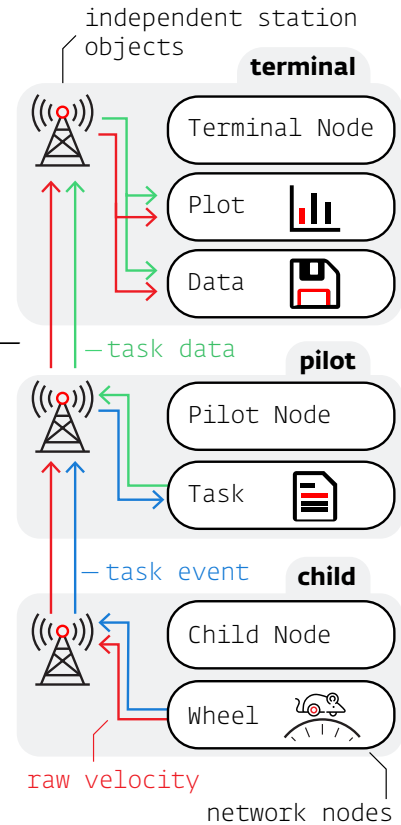 independent station
objects
terminal
Terminal Node
Plot
Data
task data
pilot
Pilot Node
Task
task event
child
Child Node
Wheel
raw velocity
network nodes